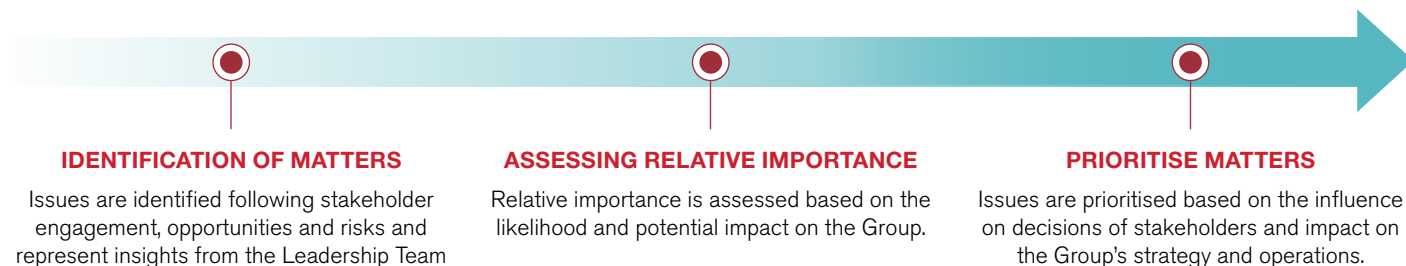 IDENTIFICATION OF MATTERS
Issues are identified following stakeholder
engagement, opportunities and risks and
represent insights from the Leadership Team
ASSESSING RELATIVE IMPORTANCE
Relative importance is assessed based on the
likelihood and potential impact on the Group.
PRIORITISE MATTERS
Issues are prioritised based on the influence
on decisions of stakeholders and impact on
the Group's strategy and operations.